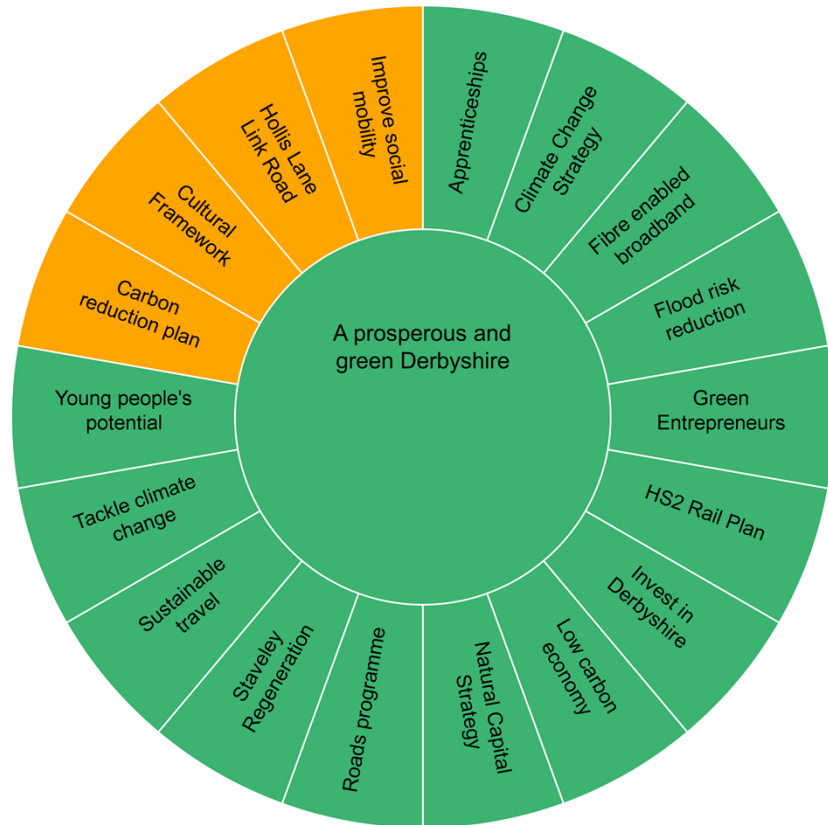 A prosperous and
green Derbyshire
Apprenticeships
Climate Change
Strategy
Fibre enabled
broadband
Flood risk
reduction
Green
Entrepreneurs
HS2 Rail Plan
Invest in
Derbyshire
Low carbon
economy
Natural Capital
Strategy
Roads programme
Staveley
Regeneration
Sustainable
travel
Tackle climate
change
Young people's
potential
Carbon
reduction plan
Cultural
Framework
Hollis Lane
Link Road
Improve social
mobility